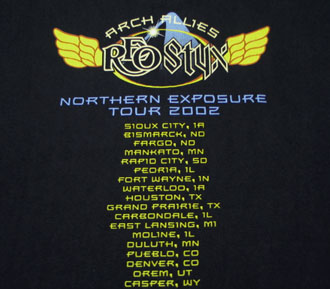 ARCH ALLIES
REO STYX
NORTHERN EXPOSURE
TOUR 2002
SIOUX CITY, IA
BISMARCK, ND
FARGO, ND
MANKATO, MN
RAPID CITY, SD
PEORIA, IL
FORT WAYNE, IN
WATERLOO, IA
HOUSTON, TX
GRAND PRAIRIE, TX
CARBONDALE, IL
EAST LANSING, MI
MOLINE, IL
DULUTH, MN
PUEBLO, CO
DENVER, CO
OREM, UT
CASPER, WY